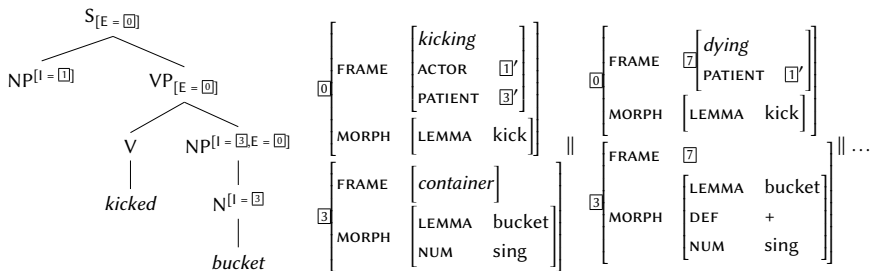 S[E = 0]
NP[I = 1] VP[E = 0]
V NP[I = 3,E = 0]
kicked N[I = 3
bucket
0 FRAME kicking
ACTOR 1′
PATIENT 3′
MORPH [LEMMA kick]
3 FRAME [container]
MORPH LEMMA bucket
NUM sing
||
0 FRAME 7 dying
PATIENT 1′
MORPH [LEMMA kick]
3 FRAME 7
MORPH LEMMA bucket
DEF +
NUM sing
|| ...